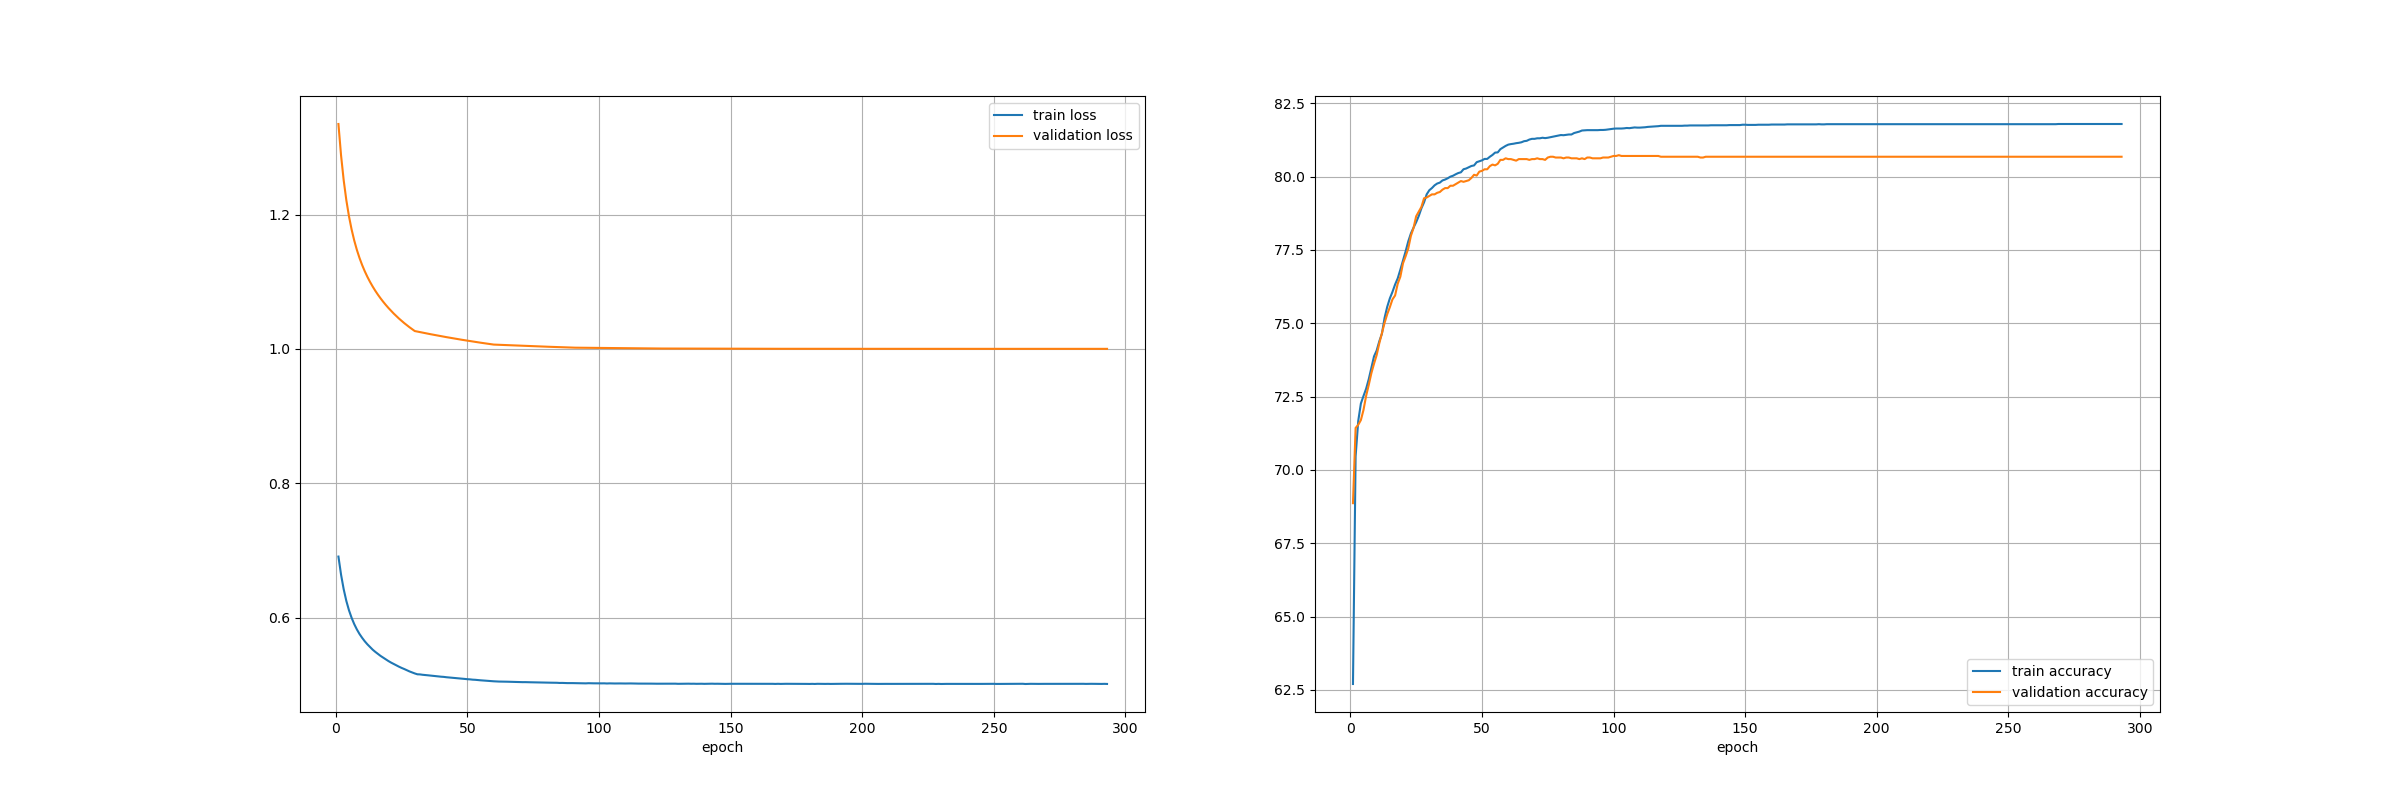 train loss
validation loss
1.2
1.0
0.8
0.6
0 50 100 150 200 250 300
epoch
82.5
80.0
77.5
75.0
72.5
70.0
67.5
65.0
62.5
train accuracy
validation accuracy
0 50 100 150 200 250 300
epoch